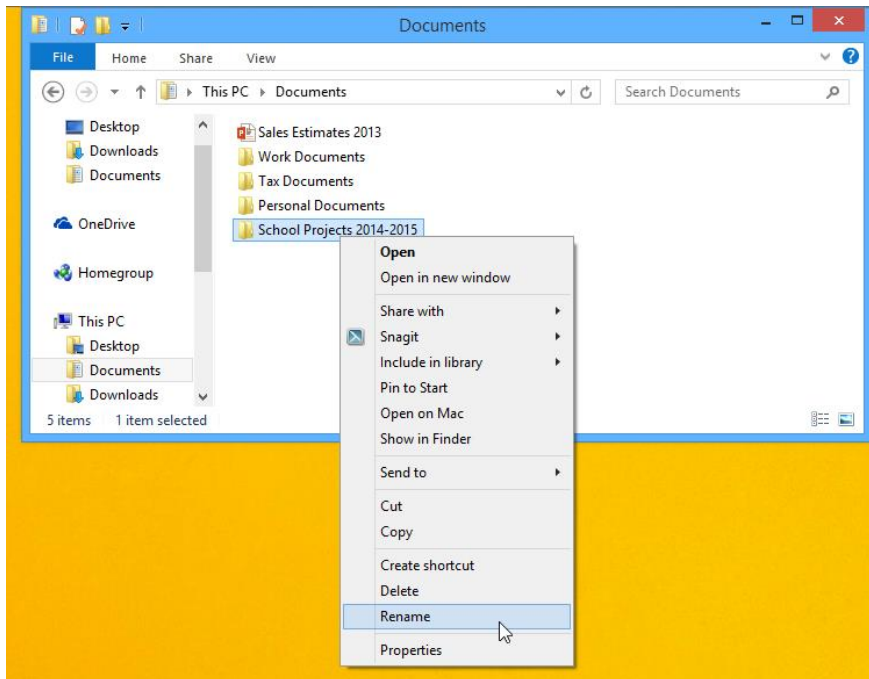 Documents
File Home Share View
This PC Documents Search Documents
Desktop
Downloads
Documents
OneDrive
Homegroup
This PC
Desktop
Documents
Downloads
Sales Estimates 2013
Work Documents
Tax Documents
Personal Documents
School Projects 2014-2015
Open
Open in new window
Share with
Snagit
Include in library
Pin to Start
Open on Mac
Show in Finder
Send to
Cut
Copy
Create shortcut
Delete
Rename
Properties
5 items 1 item selected